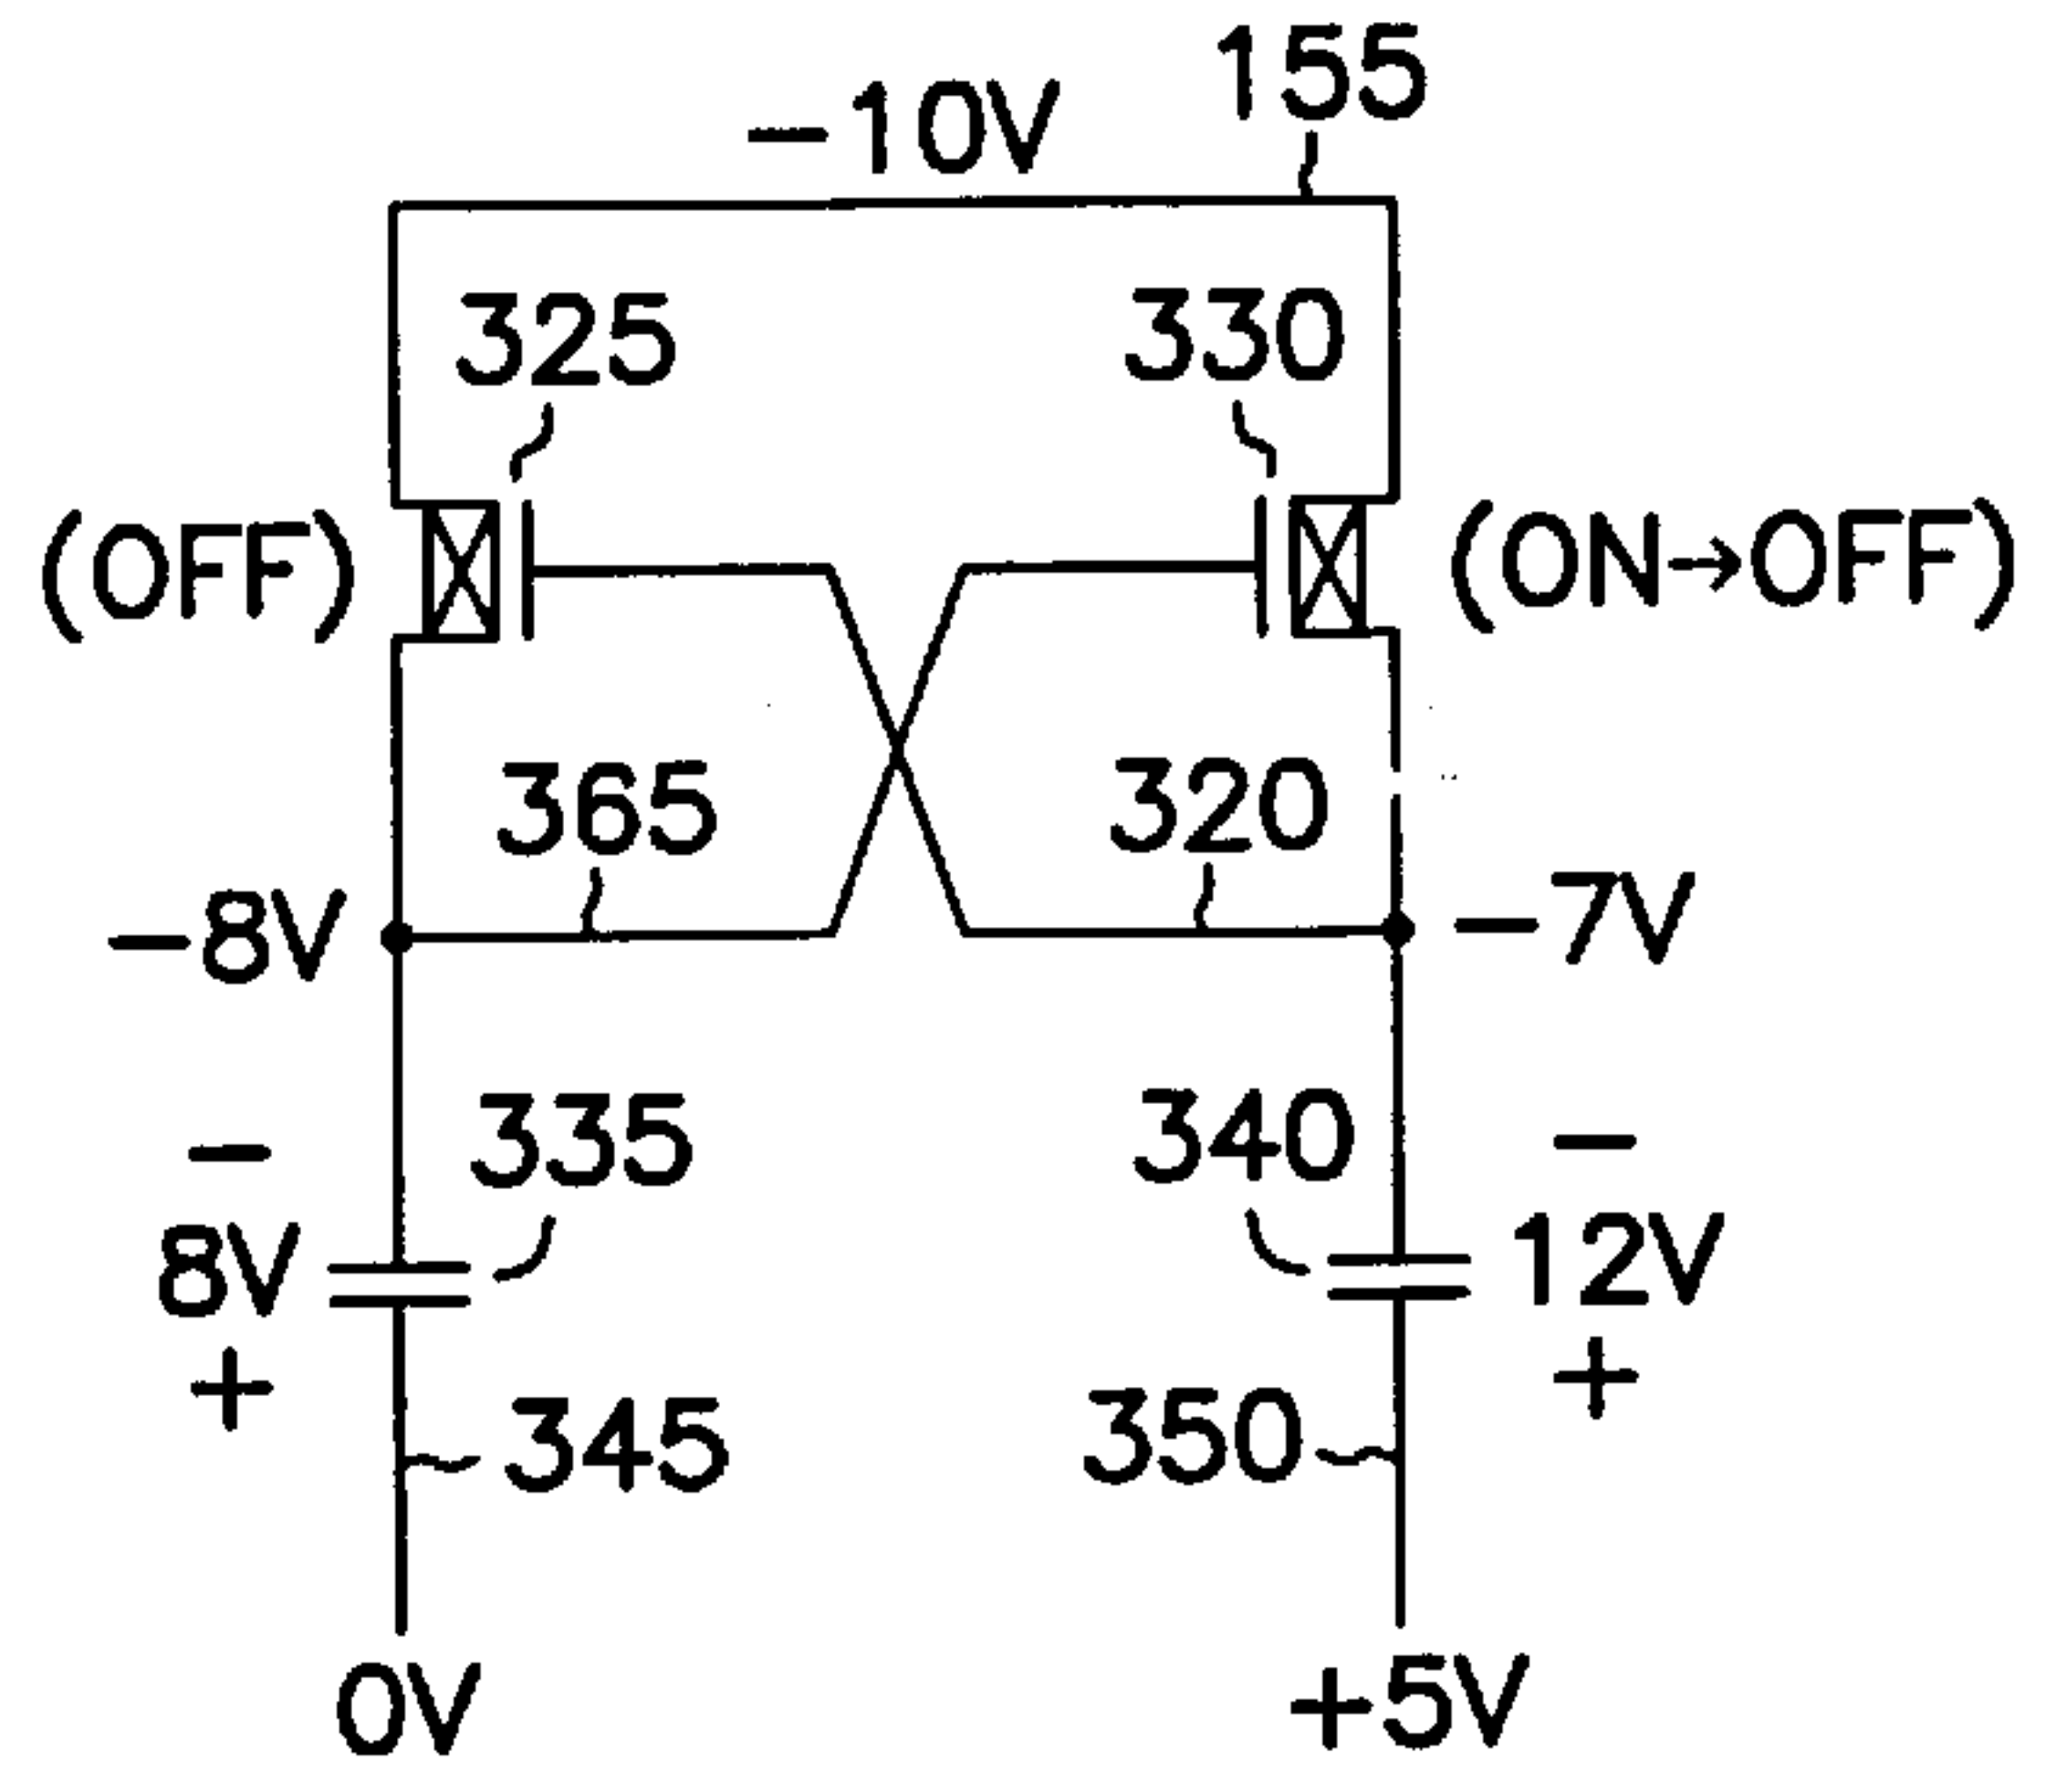 155
-10V
325
330
(OFF)
(ON→OFF)
365
320
-8V
-7V
335
340
-
8V
+
-
12V
+
345
350
0V
+5V